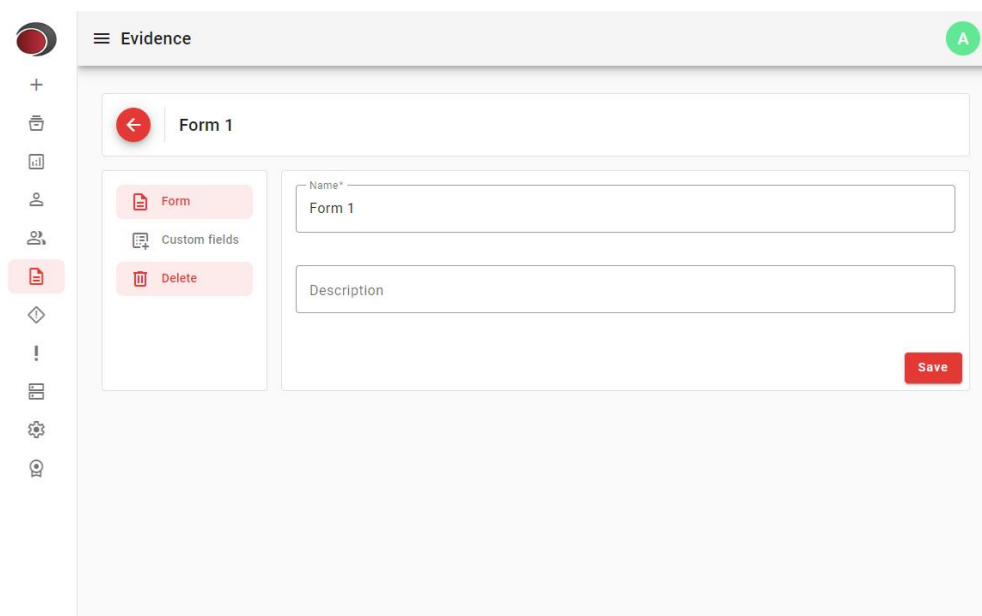 Evidence
A
Form 1
Form
Custom fields
Delete
Name*
Form 1
Description
Save